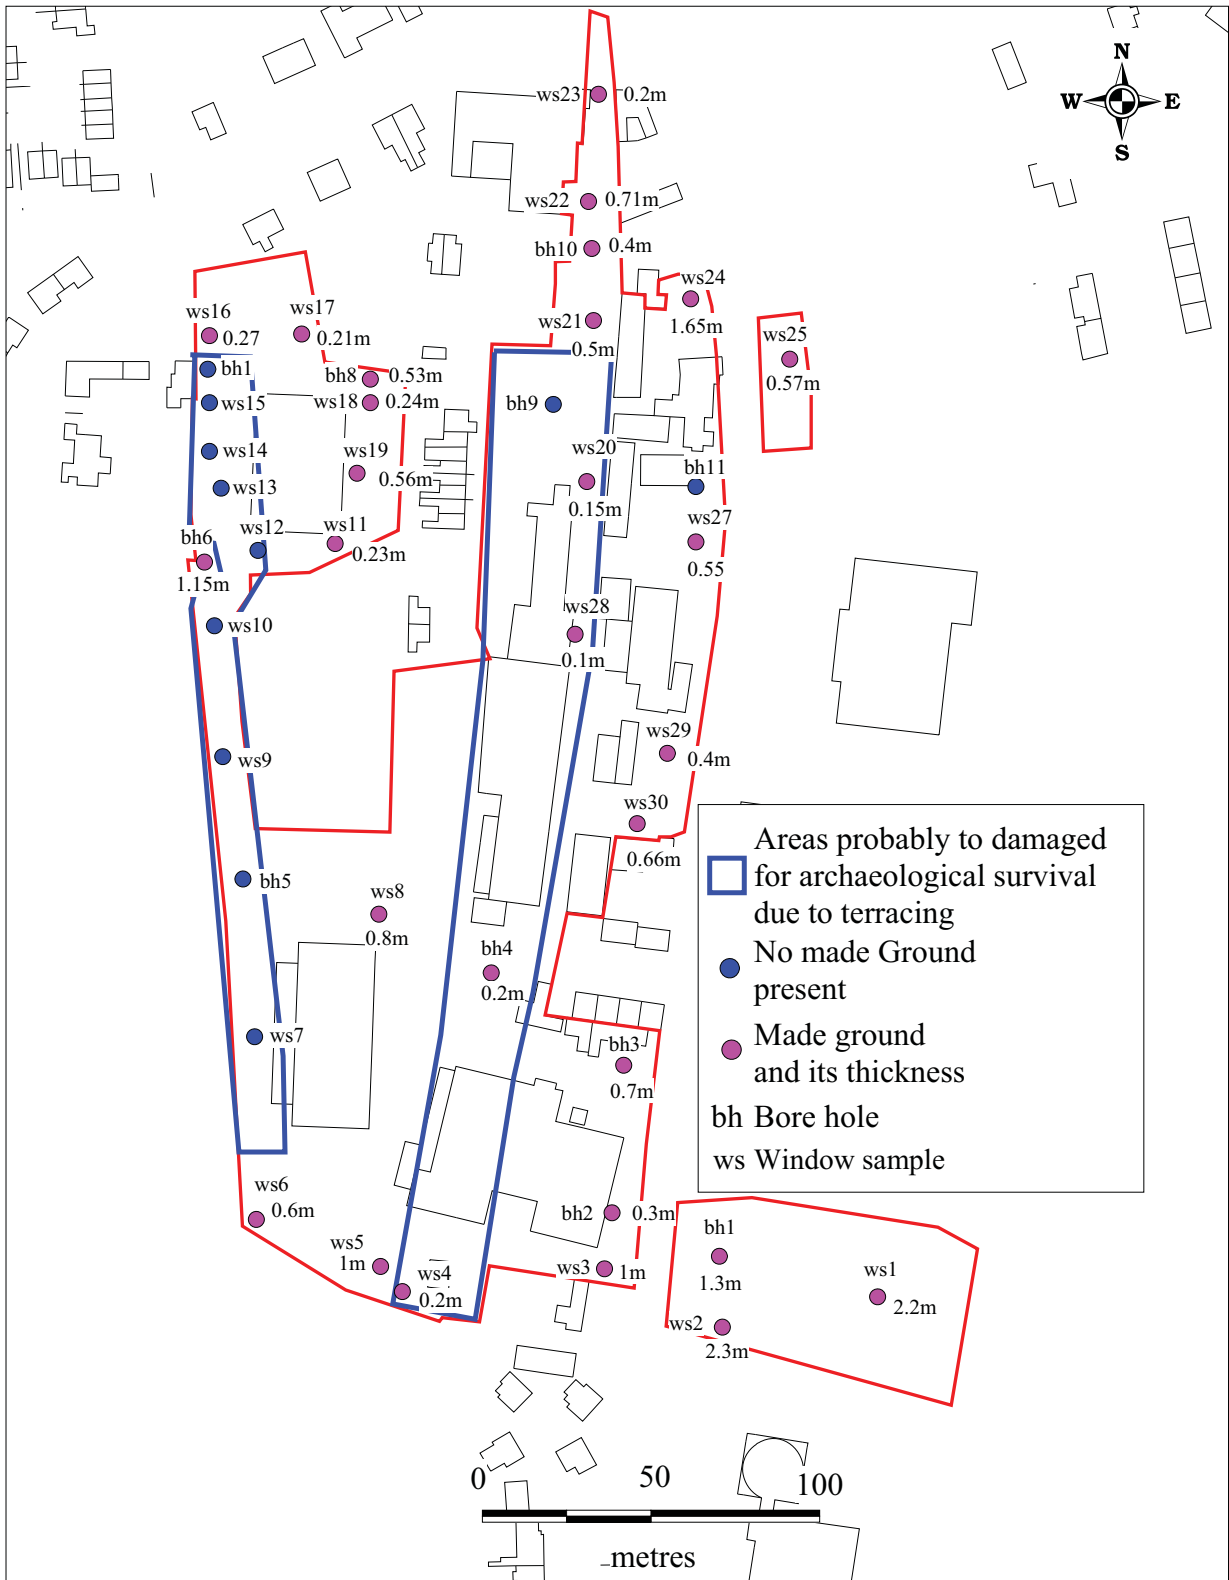 N
W E
S
ws23 0.2m
ws22 0.71m
bh10 0.4m
ws24
1.65m
ws21
0.5m
ws16
0.27
ws17
0.21m
ws25
0.57m
bh1
bh8 0.53m
ws15
ws18 0.24m
bh9
ws14
ws19
0.56m
ws20
0.15m
bh11
ws13
ws12
ws11
0.23m
ws27
0.55
bh6
1.15m
ws10
ws28
0.1m
ws9
ws29
0.4m
ws30
0.66m
bh5
ws8
0.8m
bh4
0.2m
ws7
bh3
0.7m
Areas probably to damaged
for archaeological survival
due to terracing
No made Ground
present
Made ground
and its thickness
bh Bore hole
ws Window sample
ws6
0.6m
bh2 0.3m
ws5
1m
ws3 1m
ws4
0.2m
bh1
1.3m
ws1
2.2m
ws2
2.3m
0 50 100
metres